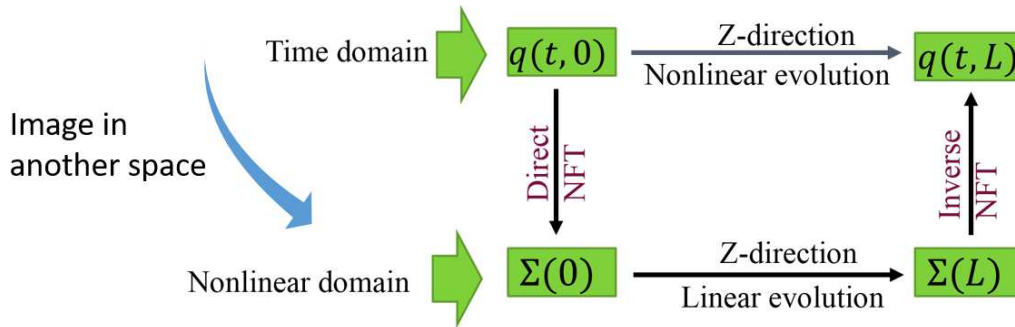 Time domain
q(t, 0)
Z-direction
Nonlinear evolution
q(t, L)
Image in
another space
Direct
NFT
Inverse
NFT
Nonlinear domain
Σ(0)
Z-direction
Linear evolution
Σ(L)